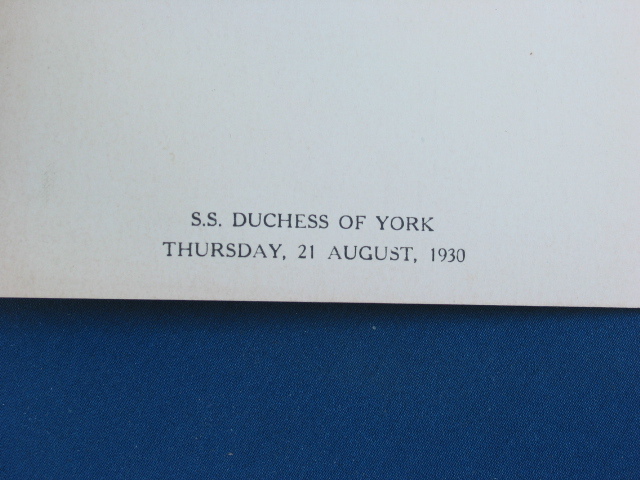 S.S. DUCHESS OF YORK
THURSDAY, 21 AUGUST, 1930